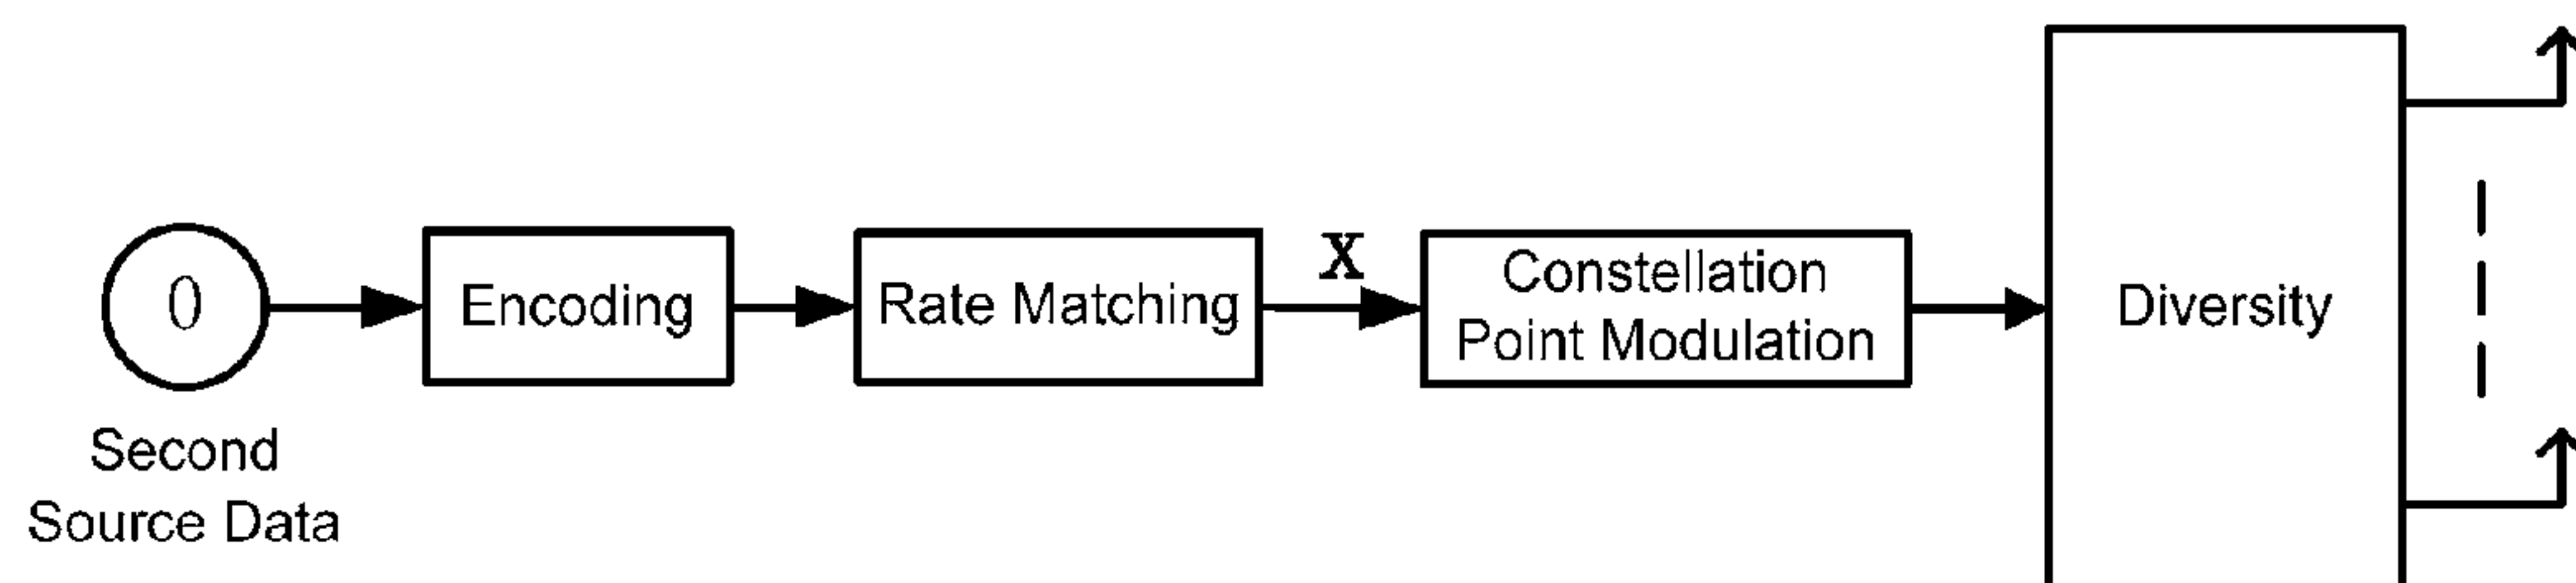 0
Second
Source Data
Encoding
Rate Matching
X
Constellation
Point Modulation
Diversity